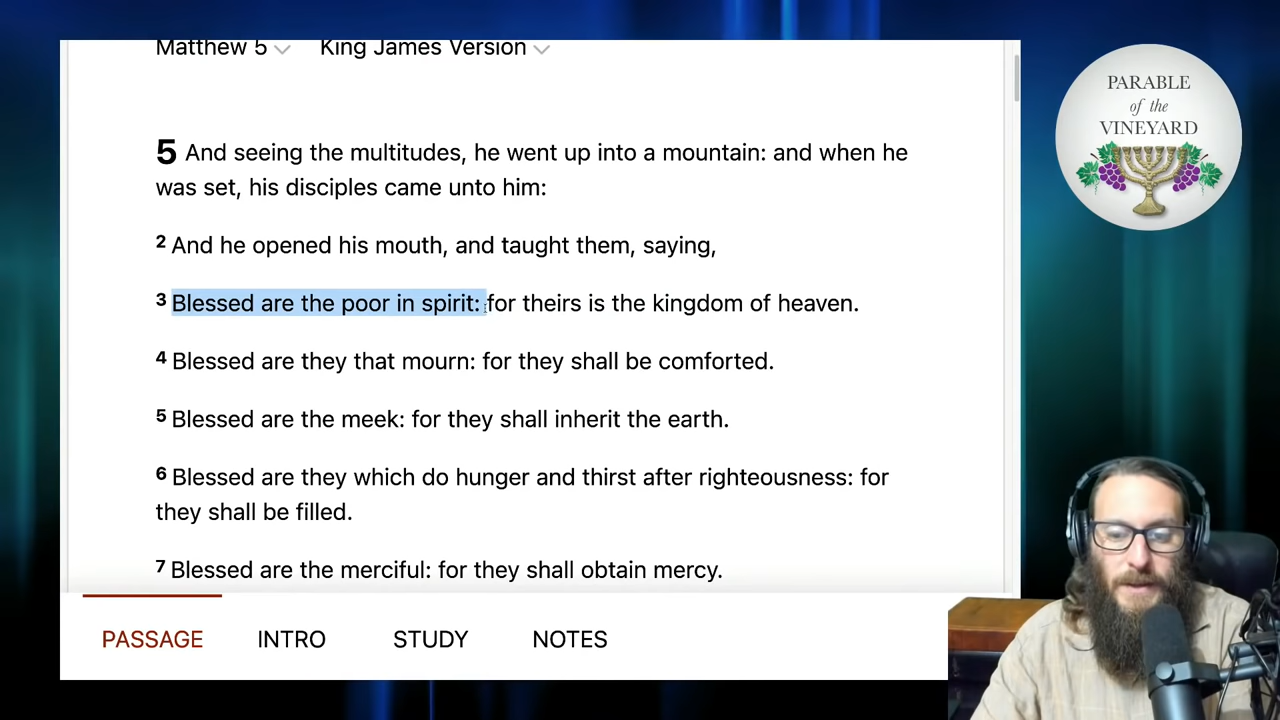 Matthew 5 King James Version
5 And seeing the multitudes, he went up into a mountain: and when he
was set, his disciples came unto him:
2 And he opened his mouth, and taught them, saying,
3 Blessed are the poor in spirit: for theirs is the kingdom of heaven.
4 Blessed are they that mourn: for they shall be comforted.
5 Blessed are the meek: for they shall inherit the earth.
6 Blessed are they which do hunger and thirst after righteousness: for
they shall be filled.
7 Blessed are the merciful: for they shall obtain mercy.
PASSAGE INTRO STUDY NOTES
PARABLE
of the
VINEYARD